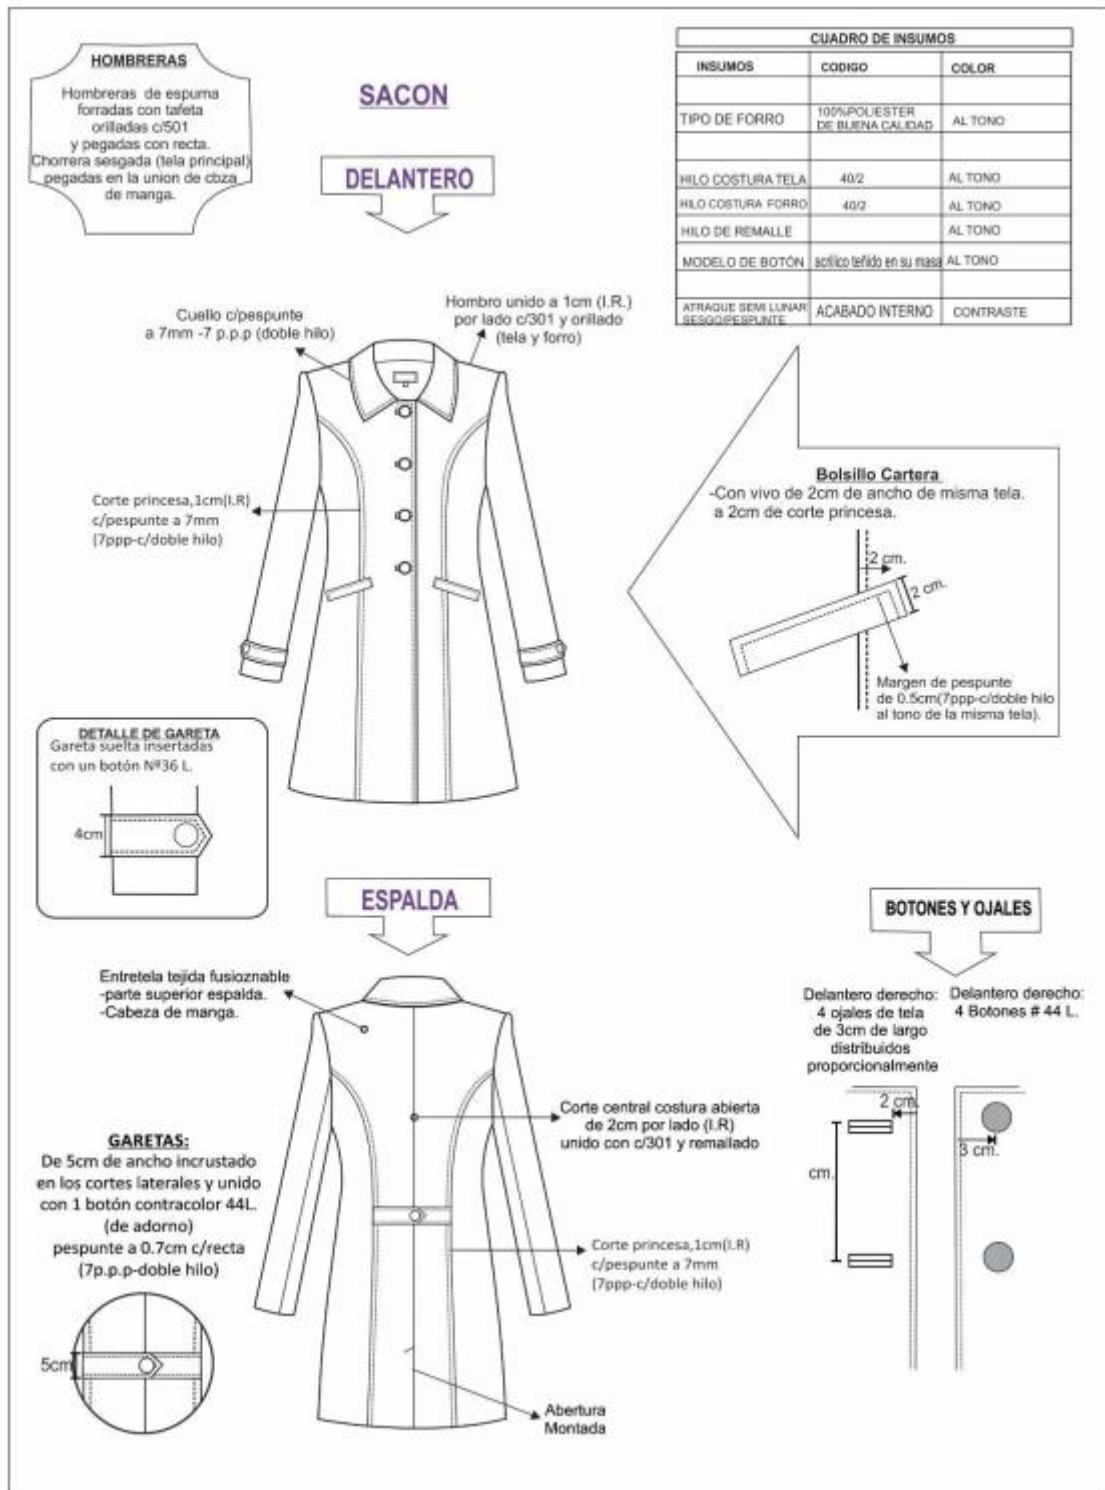 HOMBRERAS
Hombreras de espuma
forradas con tafeta
orilladas c/501
y pegadas con recta.
Chorrera sesgada (tela principal)
pegadas en la union de cbza
de manga.
SACON
DELANTERO
CUADRO DE INSUMOS
INSUMOS CODIGO COLOR
TIPO DE FORRO 100%POLIESTER DE BUENA CALIDAD AL TONO
HILO COSTURA TELA 40/2 AL TONO
HILO COSTURA FORRO 40/2 AL TONO
HILO DE REMALLE AL TONO
MODELO DE BOTÓN acrilico teñido en su masa AL TONO
ATRAQUE SEMI LUNAR SESGO/PESPUNTE ACABADO INTERNO CONTRASTE
Cuello c/pespunte
a 7mm -7 p.p.p (doble hilo)
Hombro unido a 1cm (I.R.)
por lado c/301 y orillado
(tela y forro)
Corte princesa,1cm(I.R)
c/pespunte a 7mm
(7ppp-c/doble hilo)
Bolsillo Cartera
-Con vivo de 2cm de ancho de misma tela.
a 2cm de corte princesa.
2 cm.
2 cm.
Margen de pespunte
de 0.5cm(7ppp-c/doble hilo
al tono de la misma tela).
DETALLE DE GARETA
Gareta suelta insertadas
con un botón Nº36 L.
4cm
ESPALDA
Entretela tejida fusioznable
-parte superior espalda.
-Cabeza de manga.
Corte central costura abierta
de 2cm por lado (I.R)
unido con c/301 y remallado
GARETAS:
De 5cm de ancho incrustado
en los cortes laterales y unido
con 1 botón contracolor 44L.
(de adorno)
pespunte a 0.7cm c/recta
(7p.p.p-doble hilo)
5cm
Corte princesa,1cm(I.R)
c/pespunte a 7mm
(7ppp-c/doble hilo)
Abertura
Montada
BOTONES Y OJALES
Delantero derecho:
4 ojales de tela
de 3cm de largo
distribuidos
proporcionalmente
Delantero derecho:
4 Botones # 44 L.
2 cm.
3 cm.
cm.